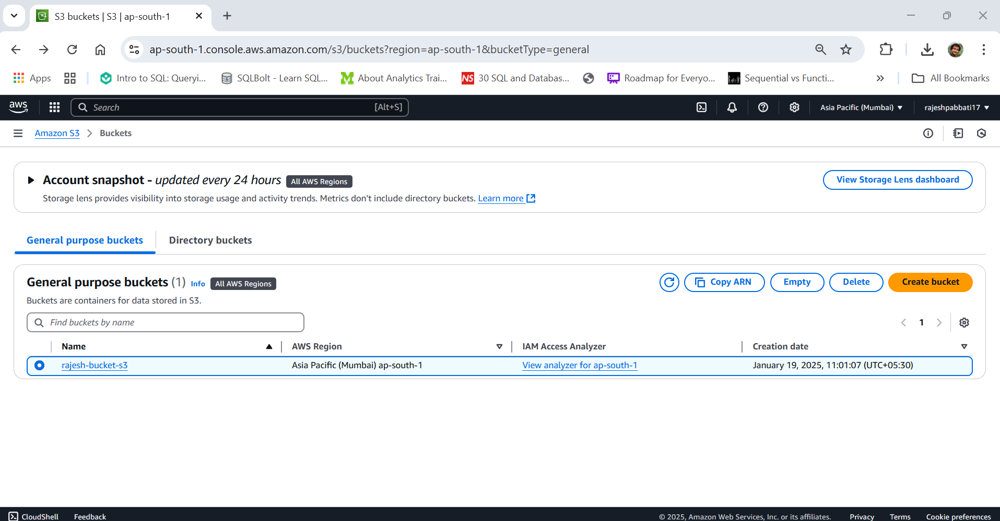 S3 buckets | S3 | ap-south-1
ap-south-1.console.aws.amazon.com/s3/buckets?region=ap-south-1&bucketType=general
Apps Intro to SQL: Queryi... SQLBolt - Learn SQL... M About Analytics Trai... NS 30 SQL and Databas... Roadmap for Everyo... Sequential vs Functi... » All Bookmarks
aws Search [Alt+S] Asia Pacific (Mumbai) rajeshpabbati17
Amazon S3 Buckets
Account snapshot - updated every 24 hours All AWS Regions View Storage Lens dashboard
Storage lens provides visibility into storage usage and activity trends. Metrics don't include directory buckets. Learn more
General purpose buckets Directory buckets
General purpose buckets (1) Info All AWS Regions Copy ARN Empty Delete Create bucket
Buckets are containers for data stored in S3.
Find buckets by name 1
Name AWS Region IAM Access Analyzer Creation date
rajesh-bucket-s3 Asia Pacific (Mumbai) ap-south-1 View analyzer for ap-south-1 January 19, 2025, 11:01:07 (UTC+05:30)
CloudShell Feedback © 2025, Amazon Web Services, Inc. or its affiliates. Privacy Terms Cookie preferences